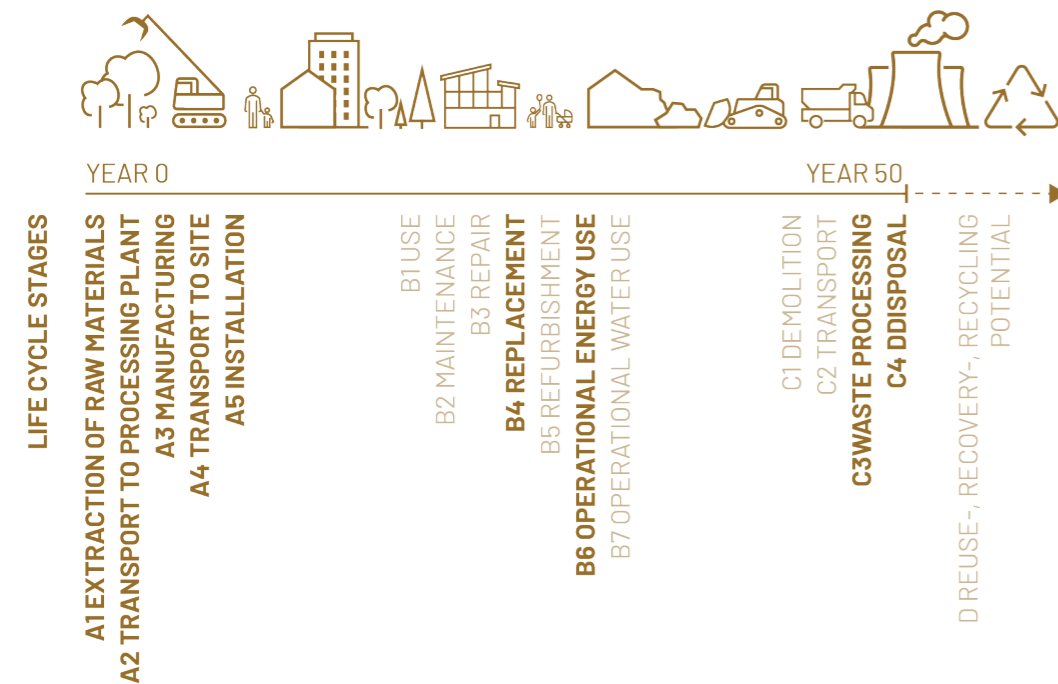 YEAR 0
YEAR 50
LIFE CYCLE STAGES
A1 EXTRACTION OF RAW MATERIALS
A2 TRANSPORT TO PROCESSING PLANT
A3 MANUFACTURING
A4 TRANSPORT TO SITE
A5 INSTALLATION
B1 USE
B2 MAINTENANCE
B3 REPAIR
B4 REPLACEMENT
B5 REFURBISHMENT
B6 OPERATIONAL ENERGY USE
B7 OPERATIONAL WATER USE
C1 DEMOLITION
C2 TRANSPORT
C3WASTE PROCESSING
C4 DDISPOSAL
D REUSE-, RECOVERY-, RECYCLING
POTENTIAL